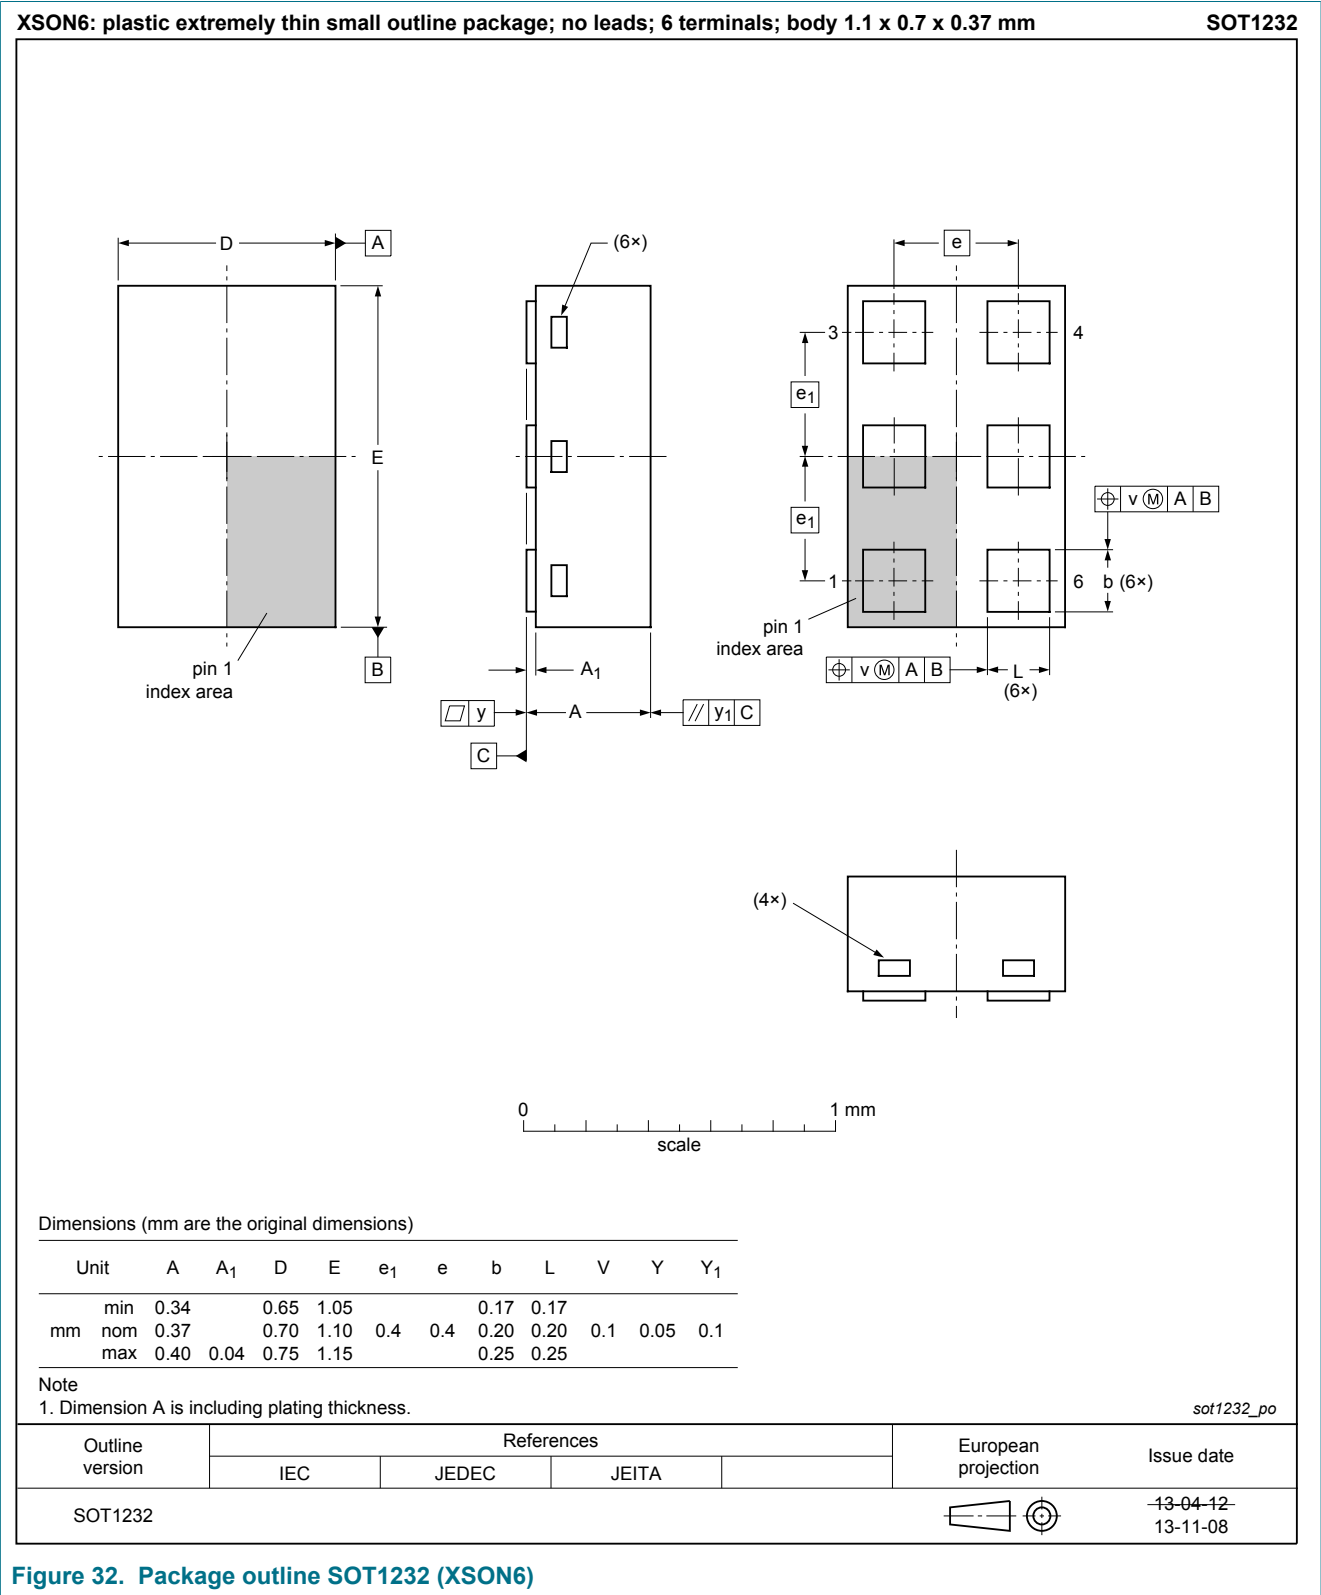 XSON6: plastic extremely thin small outline package; no leads; 6 terminals; body 1.1 x 0.7 x 0.37 mm SOT1232
D A (6×) e
3 4
e1
E
e1
v M A B
1 6 b (6×)
pin 1
index area
pin 1
index area
B
A1
v M A B L
(6×)
y A // y1 C
C
(4×)
0 1 mm
scale
Dimensions (mm are the original dimensions)
Unit A A1 D E e1 e b L V Y Y1
min 0.34 0.65 1.05 0.17 0.17
mm nom 0.37 0.70 1.10 0.4 0.4 0.20 0.20 0.1 0.05 0.1
max 0.40 0.04 0.75 1.15 0.25 0.25
Note
1. Dimension A is including plating thickness.
sot1232_po
Outline version References European projection Issue date
IEC JEDEC JEITA
SOT1232 13-04-12
13-11-08
Figure 32. Package outline SOT1232 (XSON6)